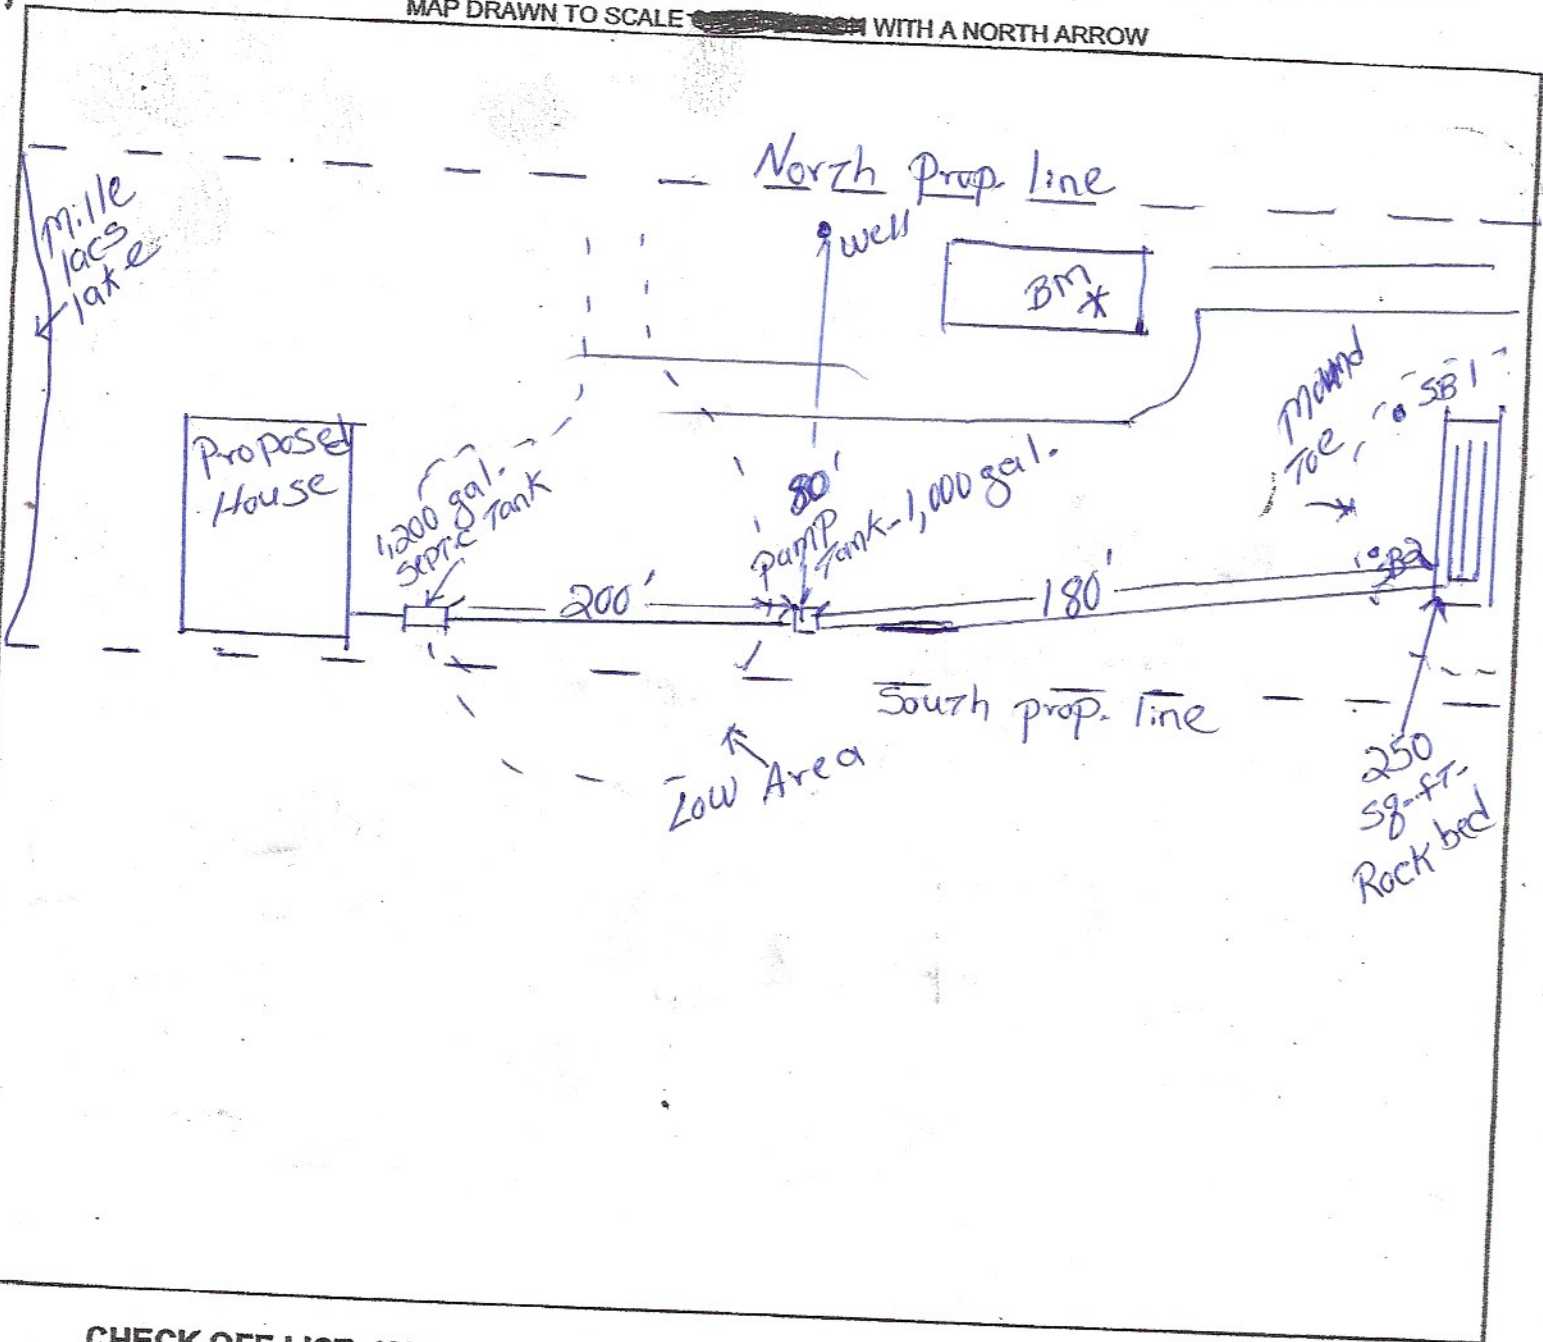 MAP DRAWN TO SCALE WITH A NORTH ARROW
North Prop. line
Mille
lacs
lake
well
BM
Proposed
House
1,200 gal.
Septic Tank
200'
80'
Pump
Tank-1,000 gal.
180'
Mound
Toe
SB 1
SB2
South prop. line
Low Area
250
sq.ft.
Rock bed